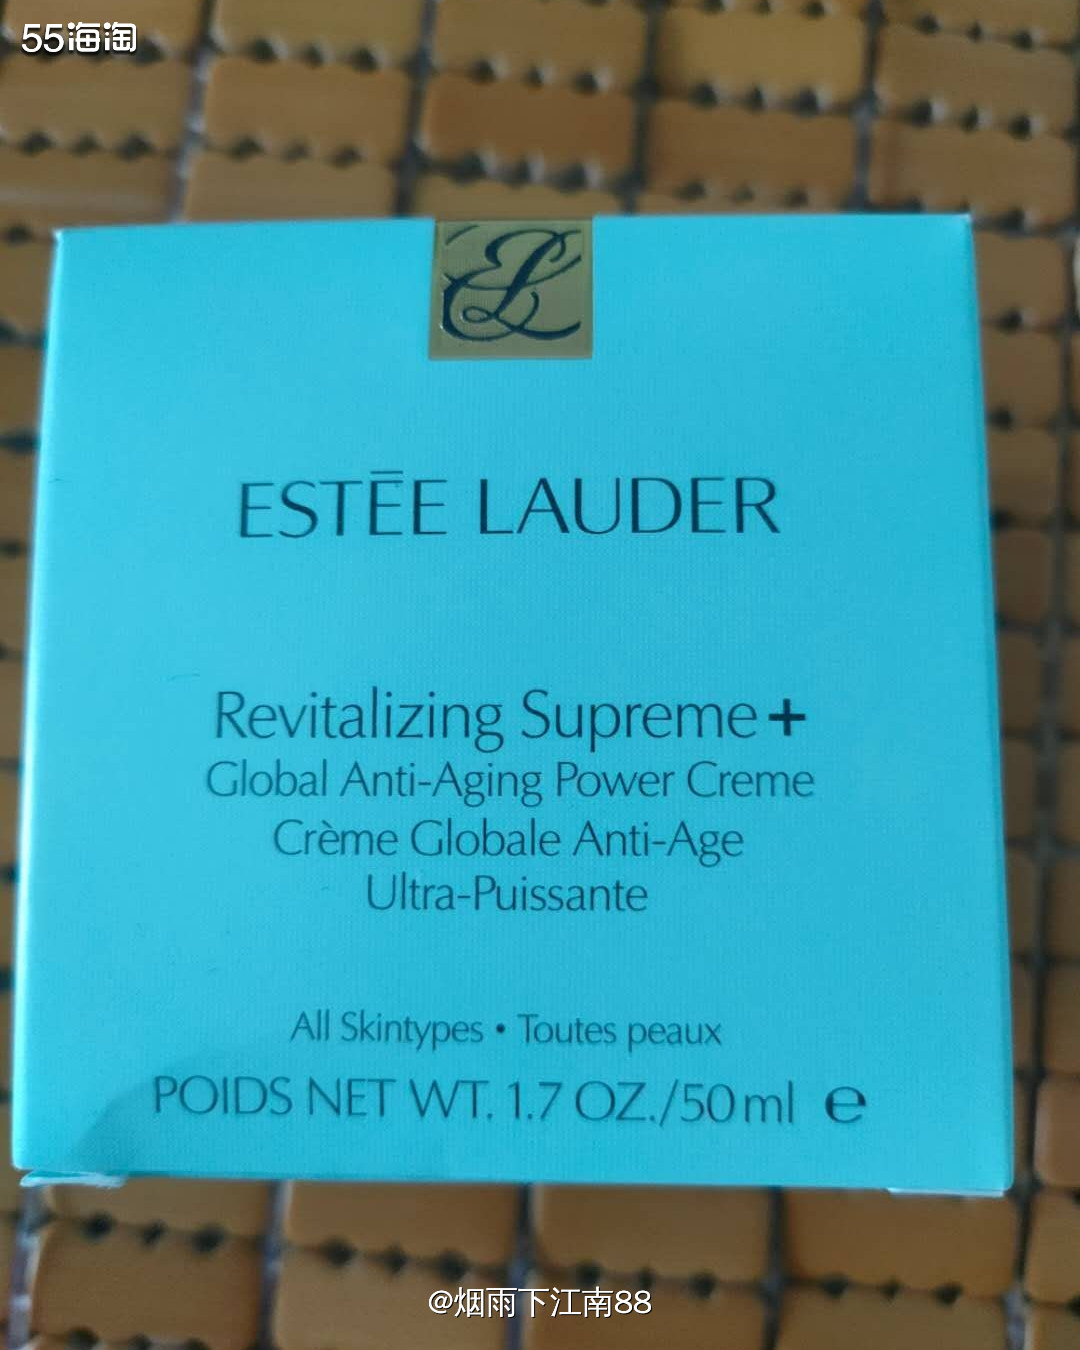 55海淘
EL
ESTĒE LAUDER
Revitalizing Supreme+
Global Anti-Aging Power Creme
Crème Globale Anti-Age
Ultra-Puissante
All Skintypes • Toutes peaux
POIDS NET WT. 1.7 OZ./50 ml ℮
@烟雨下江南88